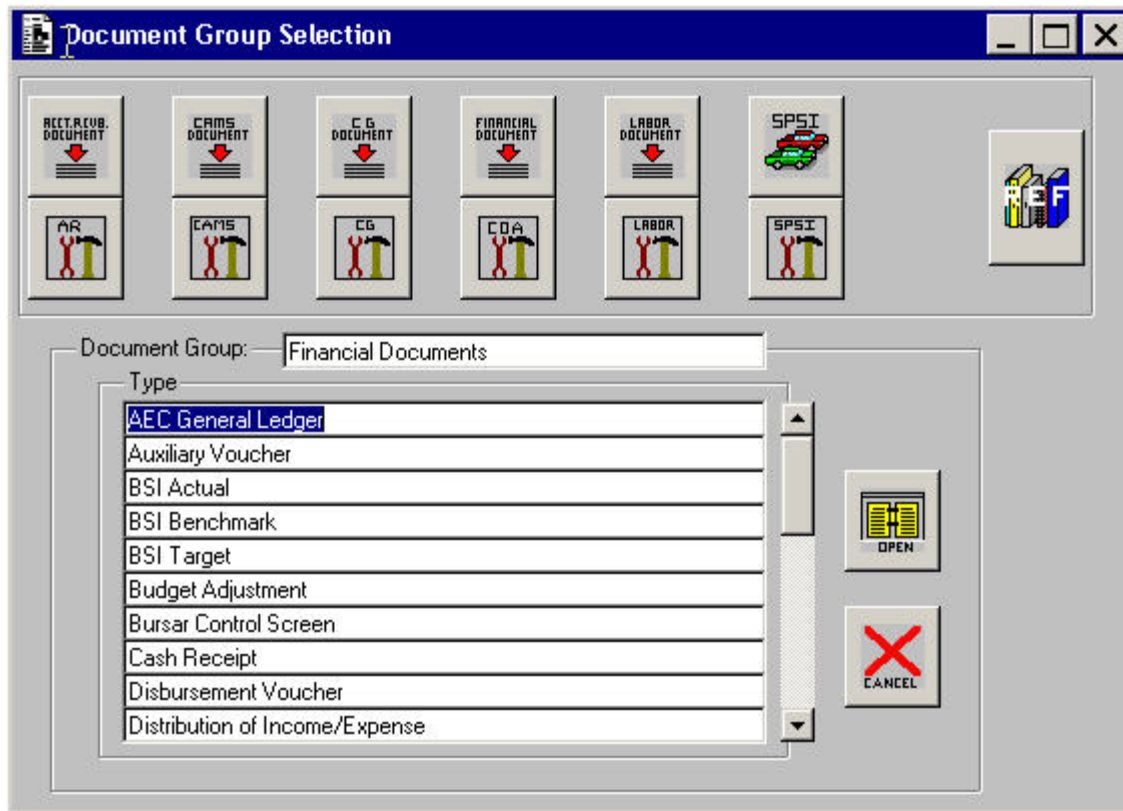 Document Group Selection
ACCT.RCVB. DOCUMENT
CAMS DOCUMENT
C G DOCUMENT
FINANCIAL DOCUMENT
LABOR DOCUMENT
SPSI
REF
AR
CAMS
CG
COA
LABOR
SPSI
Document Group:
Financial Documents
Type
AEC General Ledger
Auxiliary Voucher
BSI Actual
BSI Benchmark
BSI Target
Budget Adjustment
Bursar Control Screen
Cash Receipt
Disbursement Voucher
Distribution of Income/Expense
OPEN
CANCEL